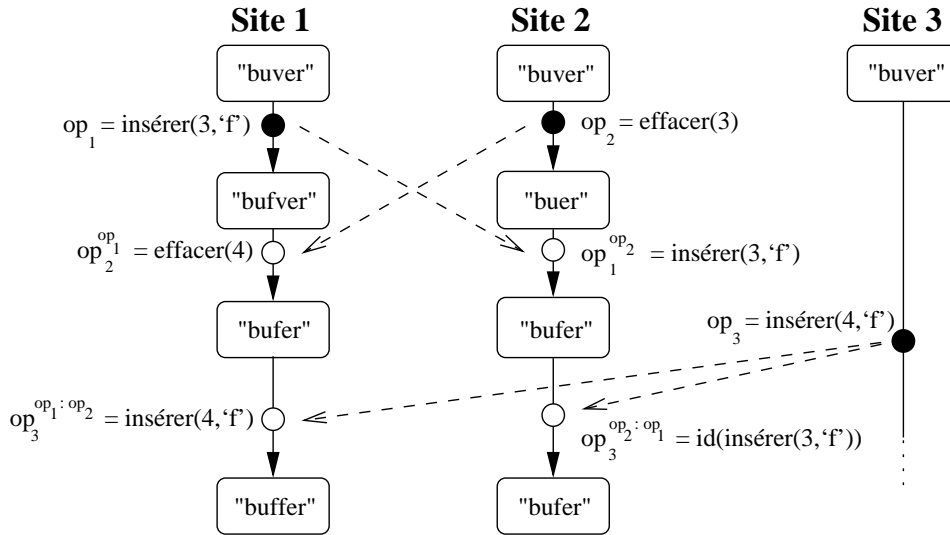 Site 1
Site 2
Site 3
"buver"
"buver"
"buver"
op₁ = insérer(3,‘f’)
op₂ = effacer(3)
"bufver"
"buer"
op₂^op₁ = effacer(4)
op₁^op₂ = insérer(3,‘f’)
"bufer"
"bufer"
op₃ = insérer(4,‘f’)
op₃^op₁:op₂ = insérer(4,‘f’)
op₃^op₂:op₁ = id(insérer(3,‘f’))
"buffer"
"bufer"